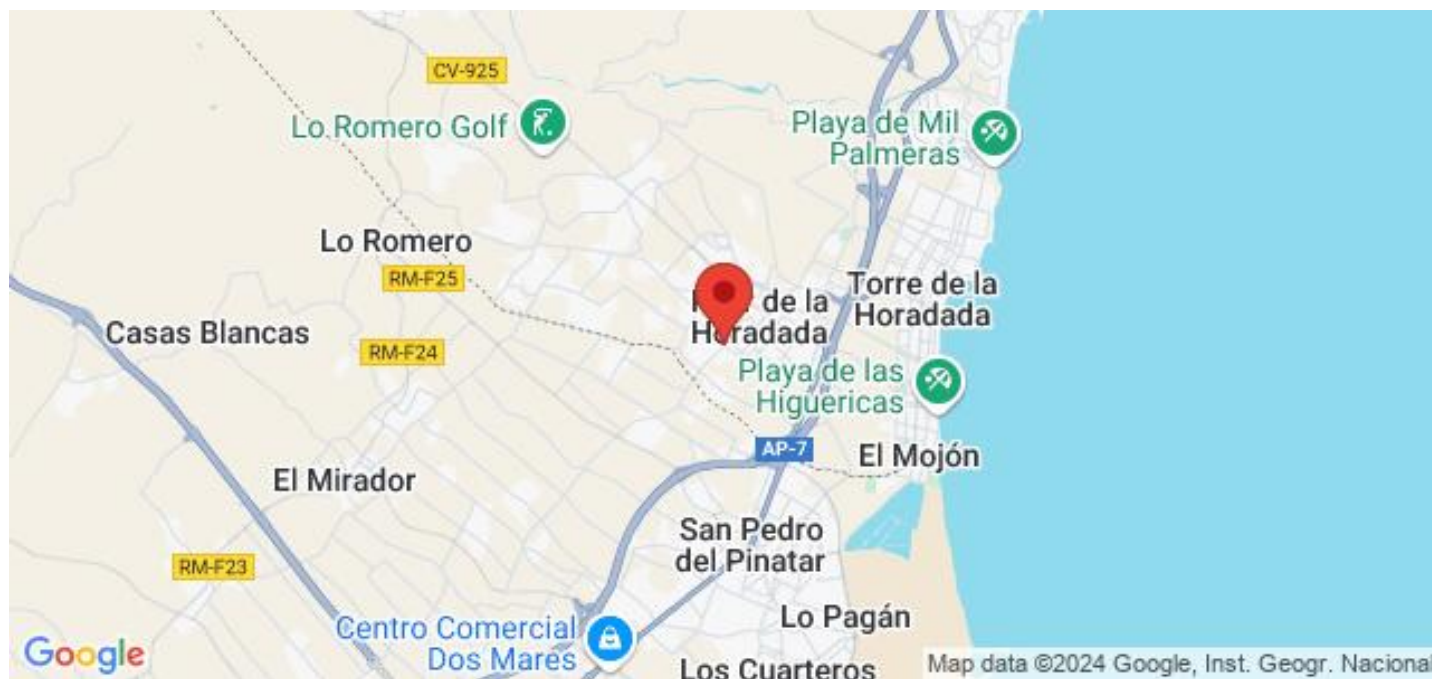 CV-925
Lo Romero Golf
Playa de Mil
Palmeras
Lo Romero
RM-F25
Torre de la
Horadada
de la
Horadada
Casas Blancas
RM-F24
Playa de las
Higuericas
AP-7
El Mojón
El Mirador
San Pedro
del Pinatar
RM-F23
Lo Pagán
Centro Comercial
Dos Mares
Los Cuarteros
Google
Map data ©2024 Google, Inst. Geogr. Nacional